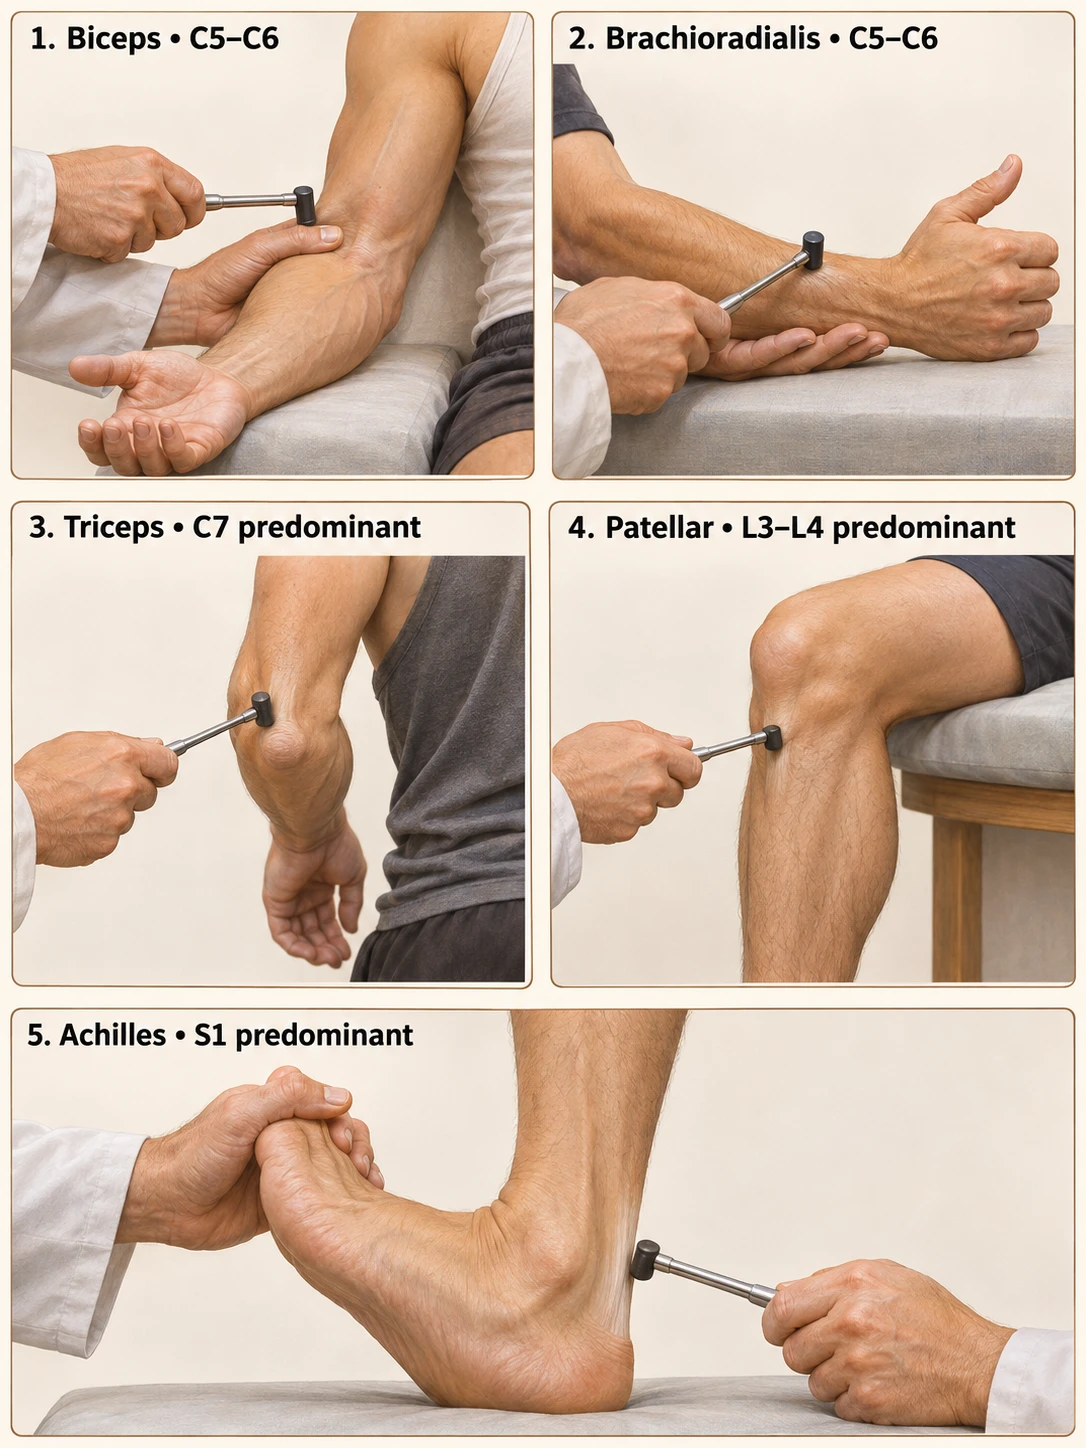 1. Biceps • C5–C6
2. Brachioradialis • C5–C6
3. Triceps • C7 predominant
4. Patellar • L3–L4 predominant
5. Achilles • S1 predominant